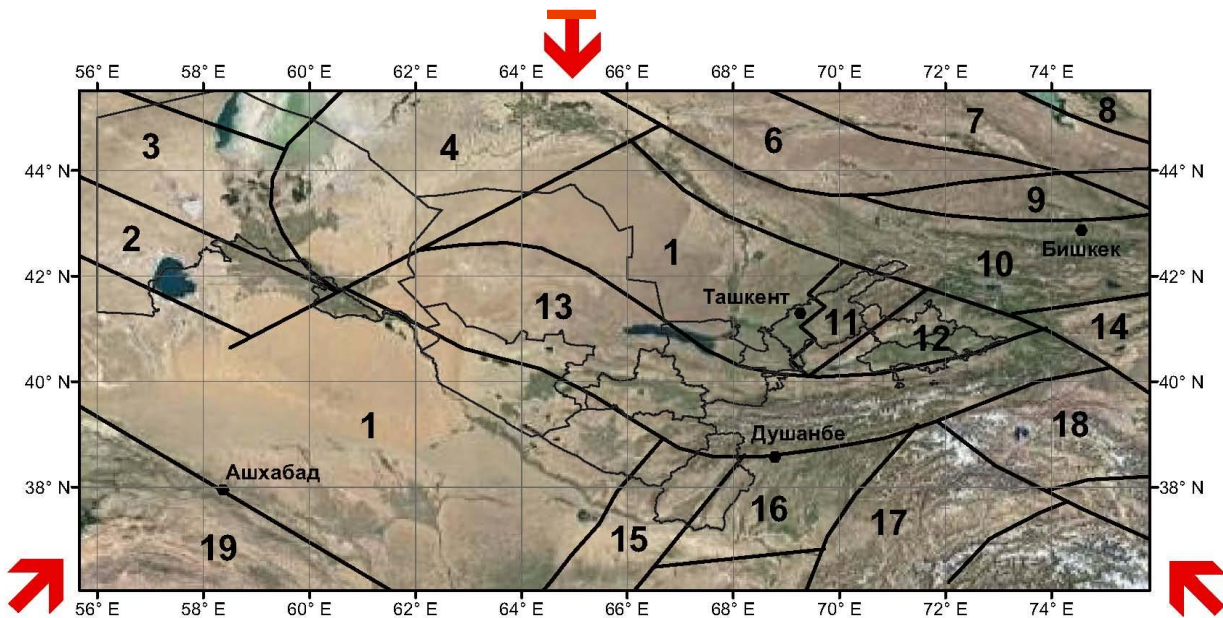 56° E 58° E 60° E 62° E 64° E 66° E 68° E 70° E 72° E 74° E
8
7
6
3
4
44° N 44° N
9
2
1
Бишкек
10
42° N 42° N
13
Ташкент
11
14
12
40° N 40° N
1
18
Душанбе
Ашхабад
38° N 38° N
16
17
15
19
56° E 58° E 60° E 62° E 64° E 66° E 68° E 70° E 72° E 74° E